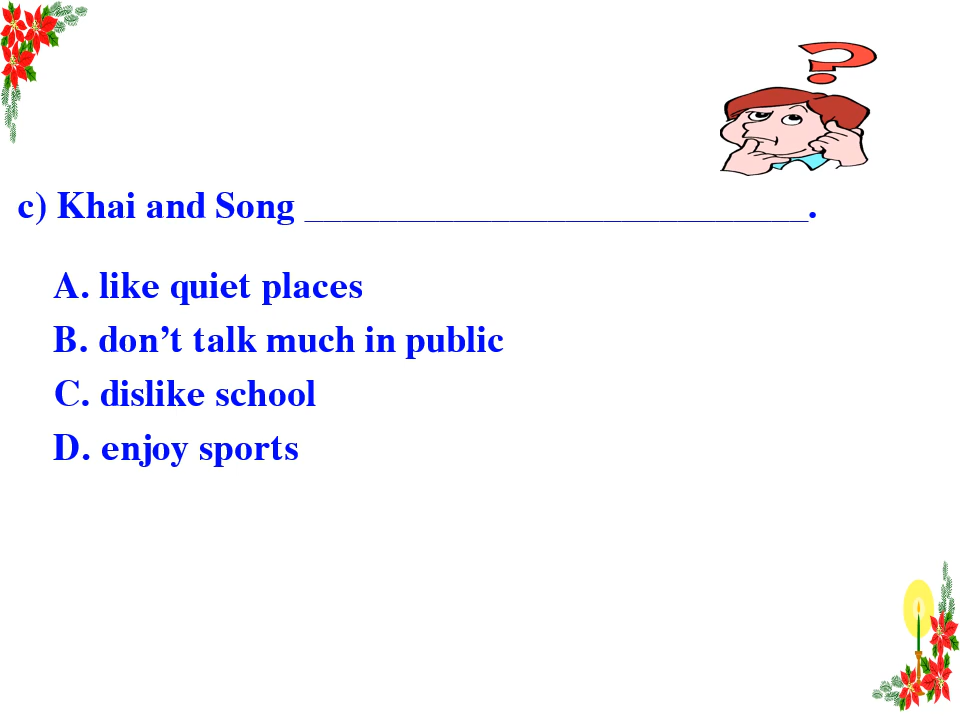 c) Khai and Song ___________________________.
A. like quiet places
B. don’t talk much in public
C. dislike school
D. enjoy sports